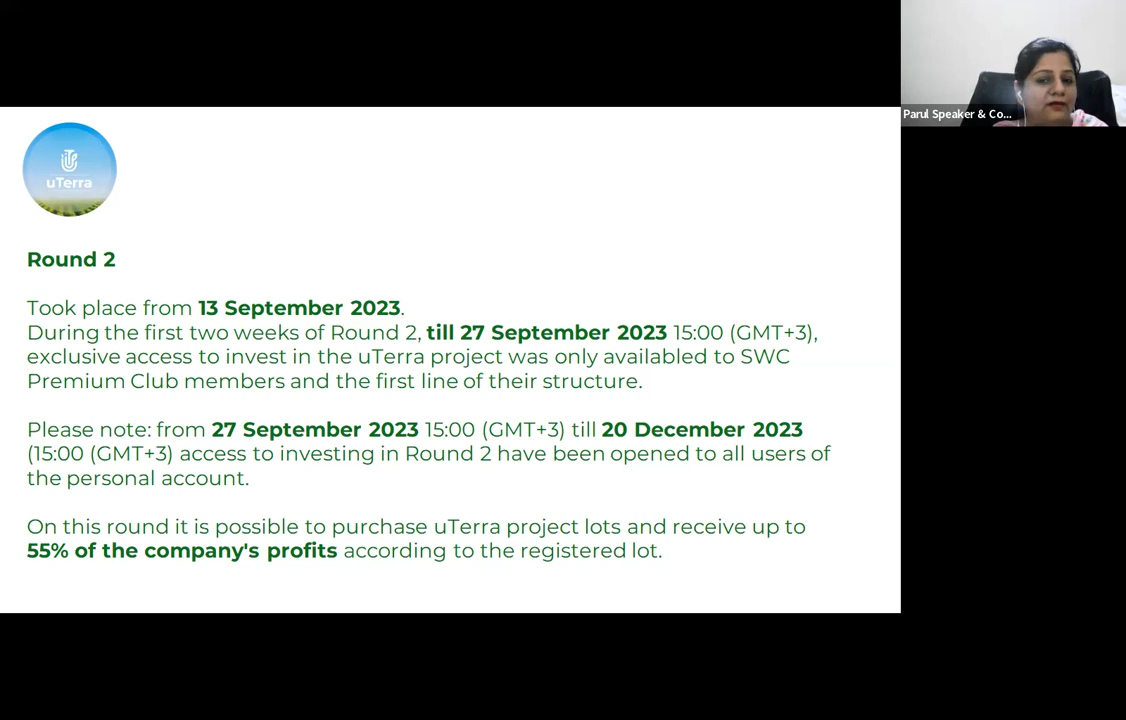 Parul Speaker & Co...
uTerra
Round 2
Took place from 13 September 2023.
During the first two weeks of Round 2, till 27 September 2023 15:00 (GMT+3),
exclusive access to invest in the uTerra project was only availabled to SWC
Premium Club members and the first line of their structure.
Please note: from 27 September 2023 15:00 (GMT+3) till 20 December 2023
(15:00 (GMT+3) access to investing in Round 2 have been opened to all users of
the personal account.
On this round it is possible to purchase uTerra project lots and receive up to
55% of the company's profits according to the registered lot.